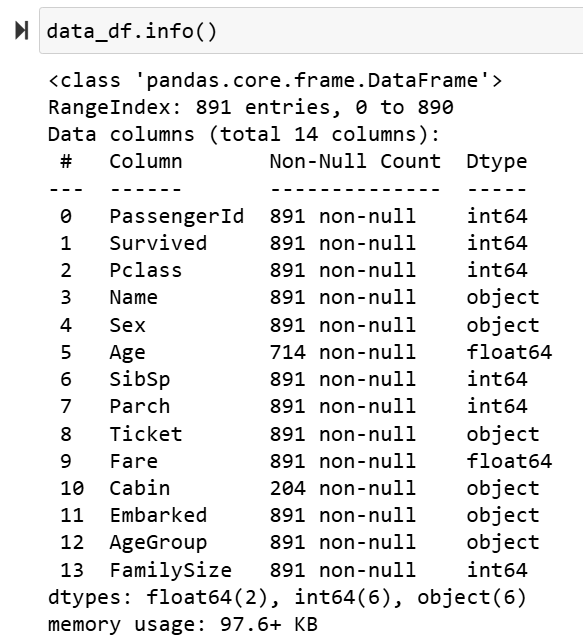 data_df.info()
<class 'pandas.core.frame.DataFrame'>
RangeIndex: 891 entries, 0 to 890
Data columns (total 14 columns):
 #   Column       Non-Null Count  Dtype
---  ------       --------------  -----
 0   PassengerId  891 non-null    int64
 1   Survived     891 non-null    int64
 2   Pclass       891 non-null    int64
 3   Name         891 non-null    object
 4   Sex          891 non-null    object
 5   Age          714 non-null    float64
 6   SibSp        891 non-null    int64
 7   Parch        891 non-null    int64
 8   Ticket       891 non-null    object
 9   Fare         891 non-null    float64
 10  Cabin        204 non-null    object
 11  Embarked     891 non-null    object
 12  AgeGroup     891 non-null    object
 13  FamilySize   891 non-null    int64
dtypes: float64(2), int64(6), object(6)
memory usage: 97.6+ KB